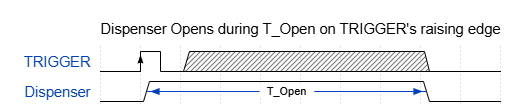 Dispenser Opens during T_Open on TRIGGER's raising edge
TRIGGER
Dispenser
T_Open